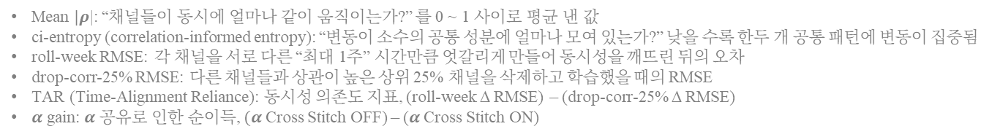 • Mean |ρ|: “채널들이 동시에 얼마나 같이 움직이는가?” 를 0 ~ 1 사이로 평균 낸 값
• ci-entropy (correlation-informed entropy): “변동이 소수의 공통 성분에 얼마나 모여 있는가?” 낮을 수록 한두 개 공통 패턴에 변동이 집중됨
• roll-week RMSE: 각 채널을 서로 다른 “최대 1주” 시간만큼 엇갈리게 만들어 동시성을 깨뜨린 뒤의 오차
• drop-corr-25% RMSE: 다른 채널들과 상관이 높은 상위 25% 채널을 삭제하고 학습했을 때의 RMSE
• TAR (Time-Alignment Reliance): 동시성 의존도 지표, (roll-week Δ RMSE) – (drop-corr-25% Δ RMSE)
• α gain: α 공유로 인한 순이득, (α Cross Stitch OFF) – (α Cross Stitch ON)